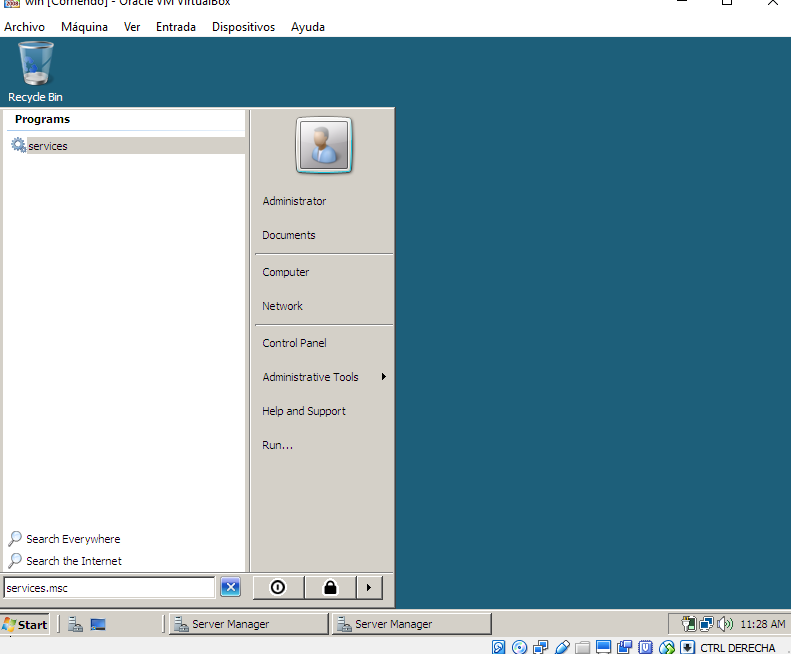 win [Corriendo] - Oracle VM VirtualBox
Archivo Máquina Ver Entrada Dispositivos Ayuda
Recycle Bin
Programs
services
Administrator
Documents
Computer
Network
Control Panel
Administrative Tools
Help and Support
Run...
Search Everywhere
Search the Internet
services.msc
Start
Server Manager
Server Manager
11:28 AM
CTRL DERECHA